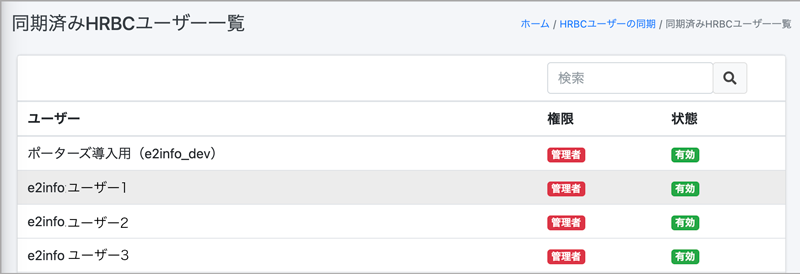 同期済みHRBCユーザー一覧
ホーム / HRBCユーザーの同期 / 同期済みHRBCユーザー一覧
検索
ユーザー 権限 状態
ポーターズ導入用（e2info_dev） 管理者 有効
e2info ユーザー1 管理者 有効
e2info ユーザー2 管理者 有効
e2info ユーザー3 管理者 有効